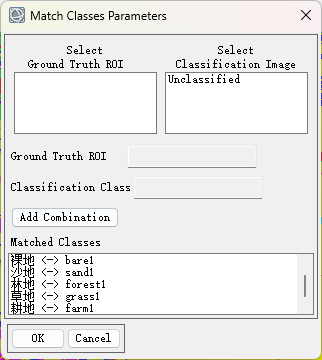 Match Classes Parameters
Select
Ground Truth ROI
Select
Classification Image
Unclassified
Ground Truth ROI
Classification Class
Add Combination
Matched Classes
裸地 <-> bare1
沙地 <-> sand1
林地 <-> forest1
草地 <-> grass1
耕地 <-> farm1
OK
Cancel